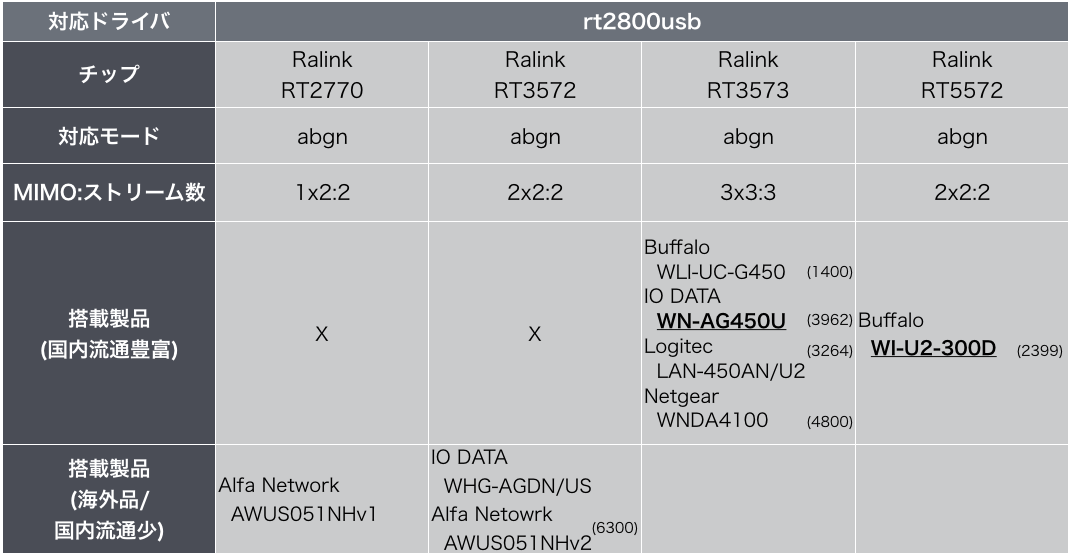 対応ドライバ rt2800usb
チップ Ralink RT2770 Ralink RT3572 Ralink RT3573 Ralink RT5572
対応モード abgn abgn abgn abgn
MIMO:ストリーム数 1x2:2 2x2:2 3x3:3 2x2:2
搭載製品
(国内流通豊富)
X
X
Buffalo
WLI-UC-G450 (1400)
IO DATA
WN-AG450U (3962)
Logitec (3264)
LAN-450AN/U2
Netgear
WNDA4100 (4800)
Buffalo
WI-U2-300D (2399)
搭載製品
(海外品/
国内流通少)
Alfa Network
AWUS051NHv1
IO DATA
WHG-AGDN/US
Alfa Netowrk
(6300)
AWUS051NHv2